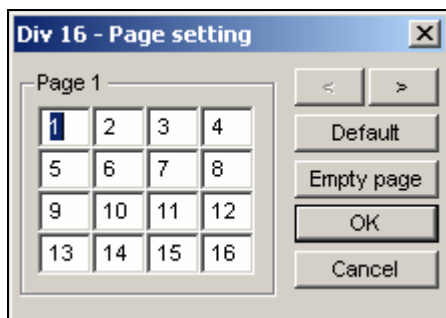 Div 16 - Page setting
Page 1
1 2 3 4
5 6 7 8
9 10 11 12
13 14 15 16
< >
Default
Empty page
OK
Cancel